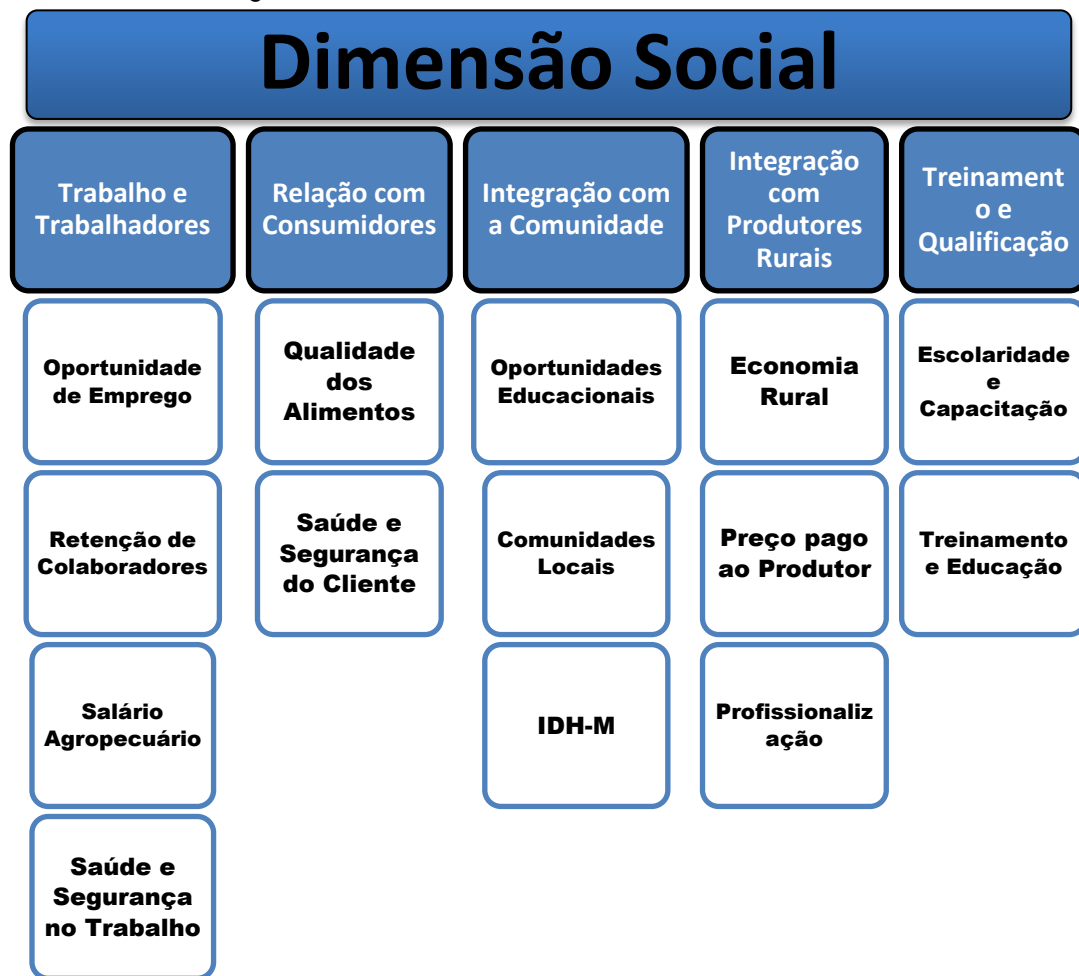 Dimensão Social
Trabalho e
Trabalhadores
Relação com
Consumidores
Integração com
a Comunidade
Integração
com
Produtores
Rurais
Treinament
o e
Qualificação
Oportunidade
de Emprego
Qualidade
dos
Alimentos
Oportunidades
Educacionais
Economia
Rural
Escolaridade
e
Capacitação
Retenção de
Colaboradores
Saúde e
Segurança
do Cliente
Comunidades
Locais
Preço pago
ao Produtor
Treinamento
e Educação
Salário
Agropecuário
IDH-M
Profissionaliz
ação
Saúde e
Segurança
no Trabalho